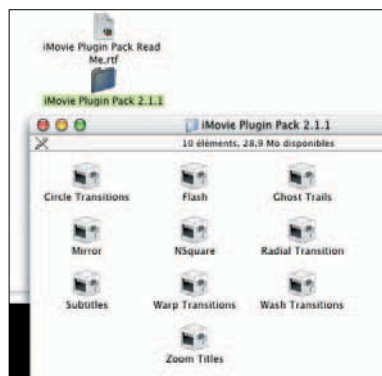 iMovie Plugin Pack Read
Me.rtf
iMovie Plugin Pack 2.1.1
iMovie Plugin Pack 2.1.1
10 éléments, 28,9 Mo disponibles
Circle Transitions
Flash
Ghost Trails
Mirror
NSquare
Radial Transition
Subtitles
Warp Transitions
Wash Transitions
Zoom Titles